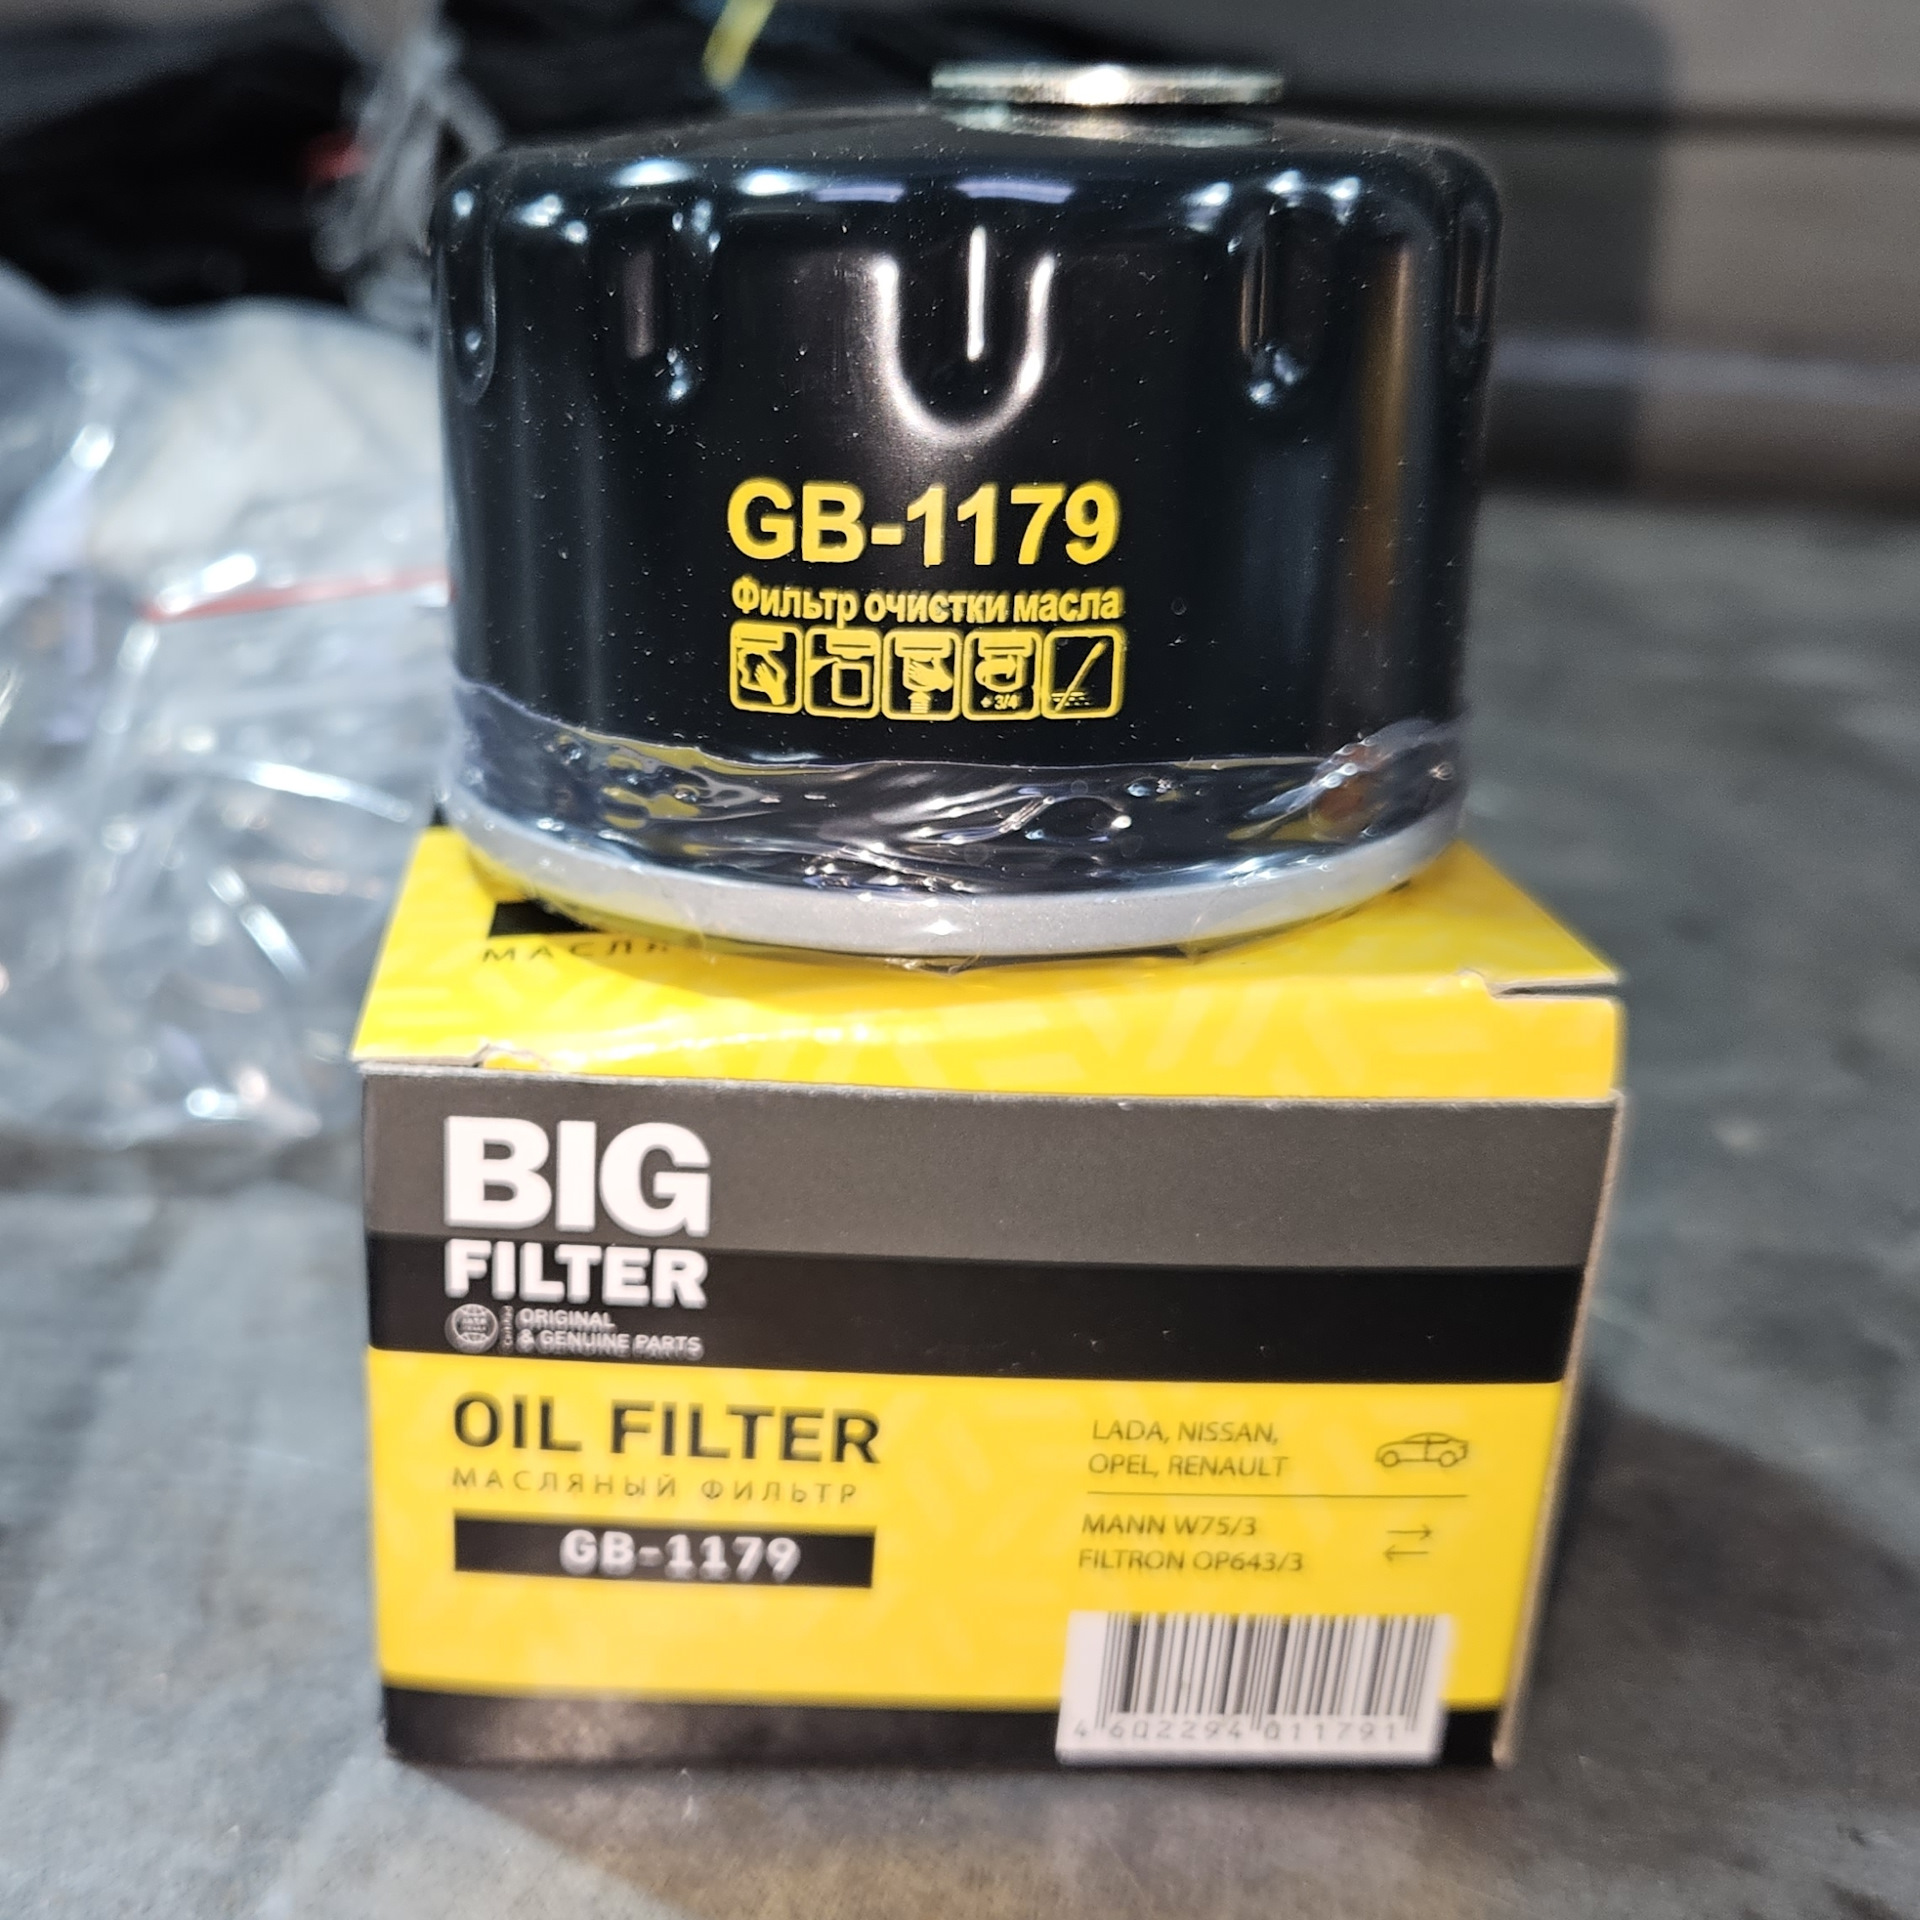 GB-1179
Фильтр очистки масла
+3/4
МАСЛЯ
BIG
FILTER
ORIGINAL
& GENUINE PARTS
OIL FILTER
МАСЛЯНЫЙ ФИЛЬТР
GB-1179
LADA, NISSAN,
OPEL, RENAULT
MANN W75/3
FILTRON OP643/3
4 602294 011791